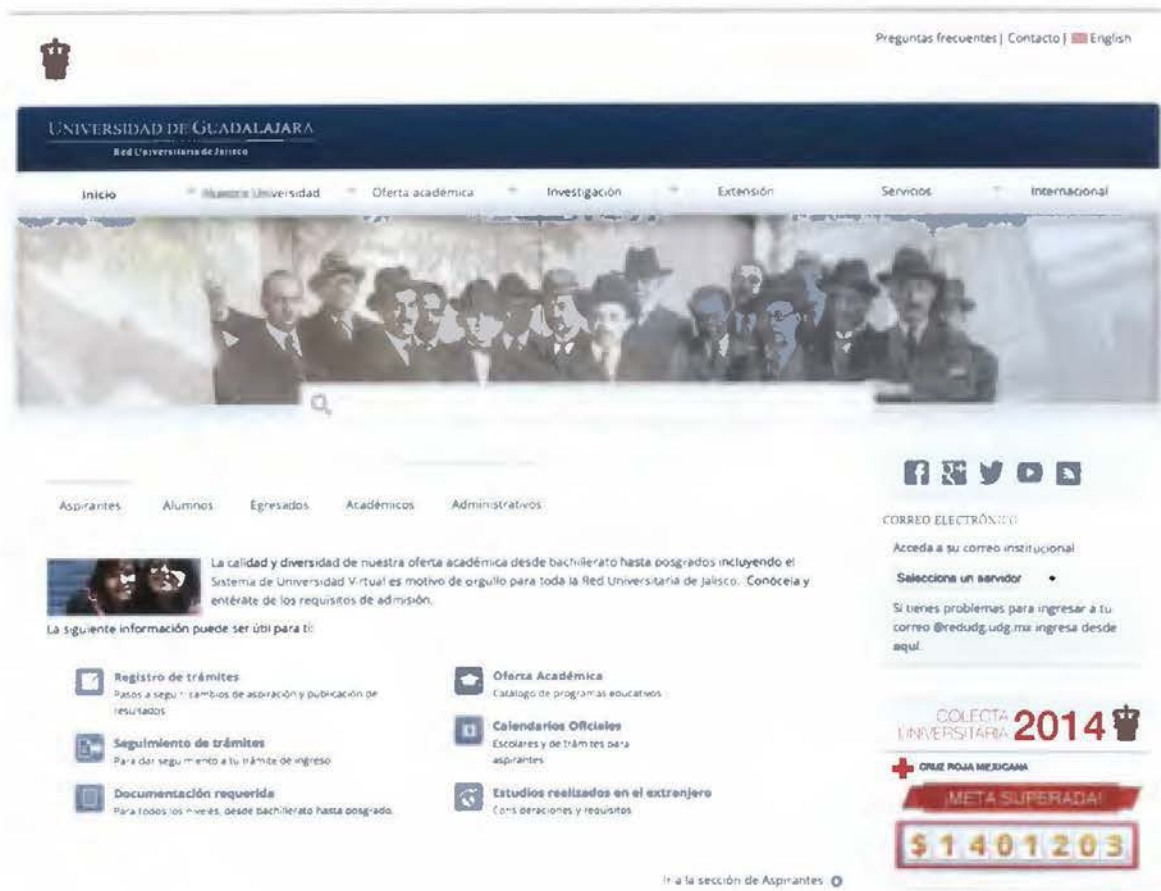 Preguntas frecuentes | Contacto | English
UNIVERSIDAD DE GUADALAJARA
Red Universitaria de Jalisco
Inicio
Nuestra Universidad
Oferta académica
Investigación
Extensión
Servicios
Internacional
Aspirantes
Alumnos
Egresados
Académicos
Administrativos
La calidad y diversidad de nuestra oferta académica desde bachillerato hasta posgrados incluyendo el
Sistema de Universidad Virtual es motivo de orgullo para toda la Red Universitaria de Jalisco. Conócela y
entérate de los requisitos de admisión.
La siguiente información puede ser útil para ti:
Registro de trámites
Pasos a seguir, cambios de aspiración y publicación de
resultados
Seguimiento de trámites
Para dar seguimiento a tu trámite de ingreso
Documentación requerida
Para todos los niveles, desde bachillerato hasta posgrado.
Oferta Académica
Catálogo de programas educativos
Calendarios Oficiales
Escolares y de trámites para
aspirantes
Estudios realizados en el extranjero
Consideraciones y requisitos
Ir a la sección de Aspirantes
CORREO ELECTRÓNICO
Acceda a su correo institucional
Selecciona un servidor
Si tienes problemas para ingresar a tu
correo @redudg.udg.mx ingresa desde
aquí.
COLECTA
UNIVERSITARIA 2014
CRUZ ROJA MEXICANA
¡META SUPERADA!
$1401203